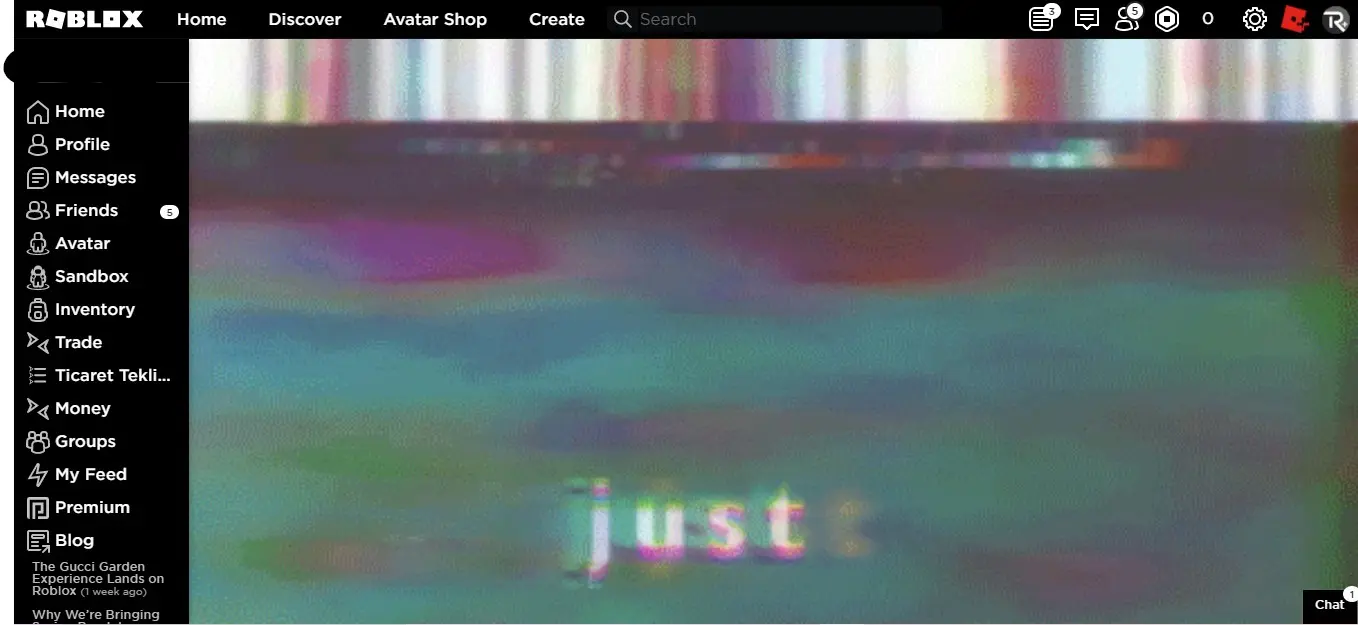 ROBLOX Home Discover Avatar Shop Create Search 3 5 0
Home
Profile
Messages
Friends 5
Avatar
Sandbox
Inventory
Trade
Ticaret Tekli...
Money
Groups
My Feed
Premium
Blog
just
The Gucci Garden
Experience Lands on
Roblox (1 week ago)
Why We're Bringing
Chat 1